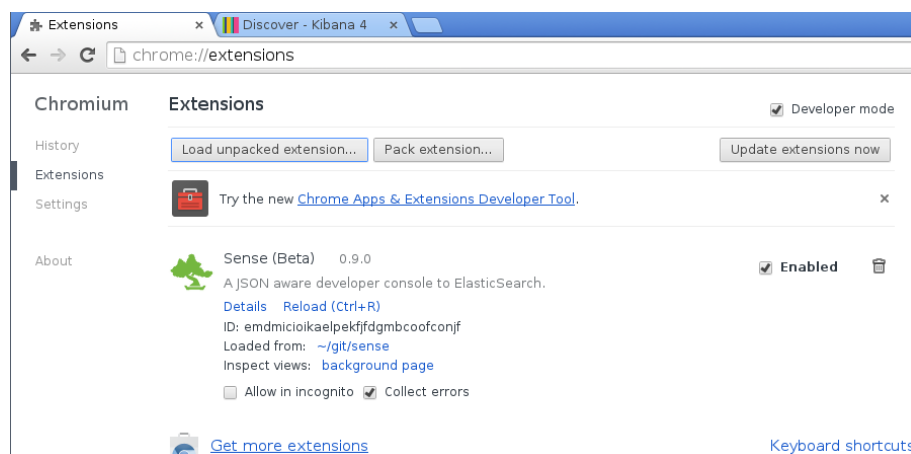 Extensions
Discover - Kibana 4
chrome://extensions
Chromium
Extensions
Developer mode
History
Load unpacked extension...
Pack extension...
Update extensions now
Extensions
Settings
Try the new Chrome Apps & Extensions Developer Tool.
About
Sense (Beta) 0.9.0
Enabled
A JSON aware developer console to ElasticSearch.
Details Reload (Ctrl+R)
ID: emdmicioikaelpekfjfdgmbcoofconjf
Loaded from: ~/git/sense
Inspect views: background page
Allow in incognito Collect errors
Get more extensions
Keyboard shortcuts